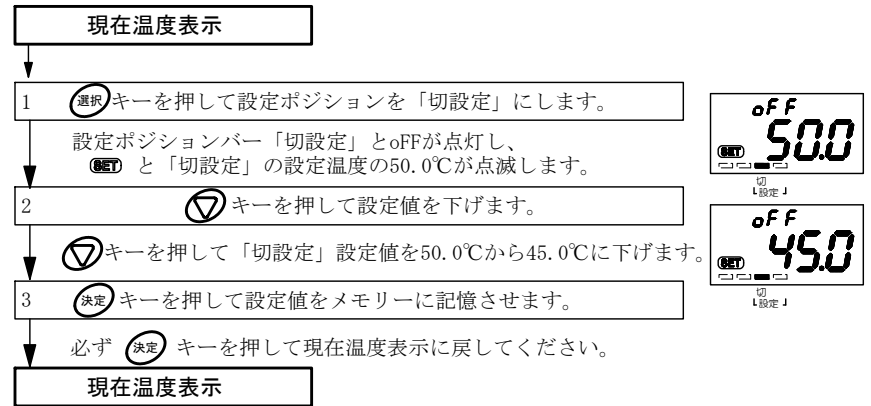 現在温度表示
1 選択キーを押して設定ポジションを「切設定」にします。
設定ポジションバー「切設定」とoFFが点灯し、
SET と「切設定」の設定温度の50.0℃が点滅します。
oFF
SET 50.0
切
設定
2 キーを押して設定値を下げます。
キーを押して「切設定」設定値を50.0℃から45.0℃に下げます。
oFF
SET 45.0
切
設定
3 決定キーを押して設定値をメモリーに記憶させます。
必ず 決定 キーを押して現在温度表示に戻してください。
現在温度表示